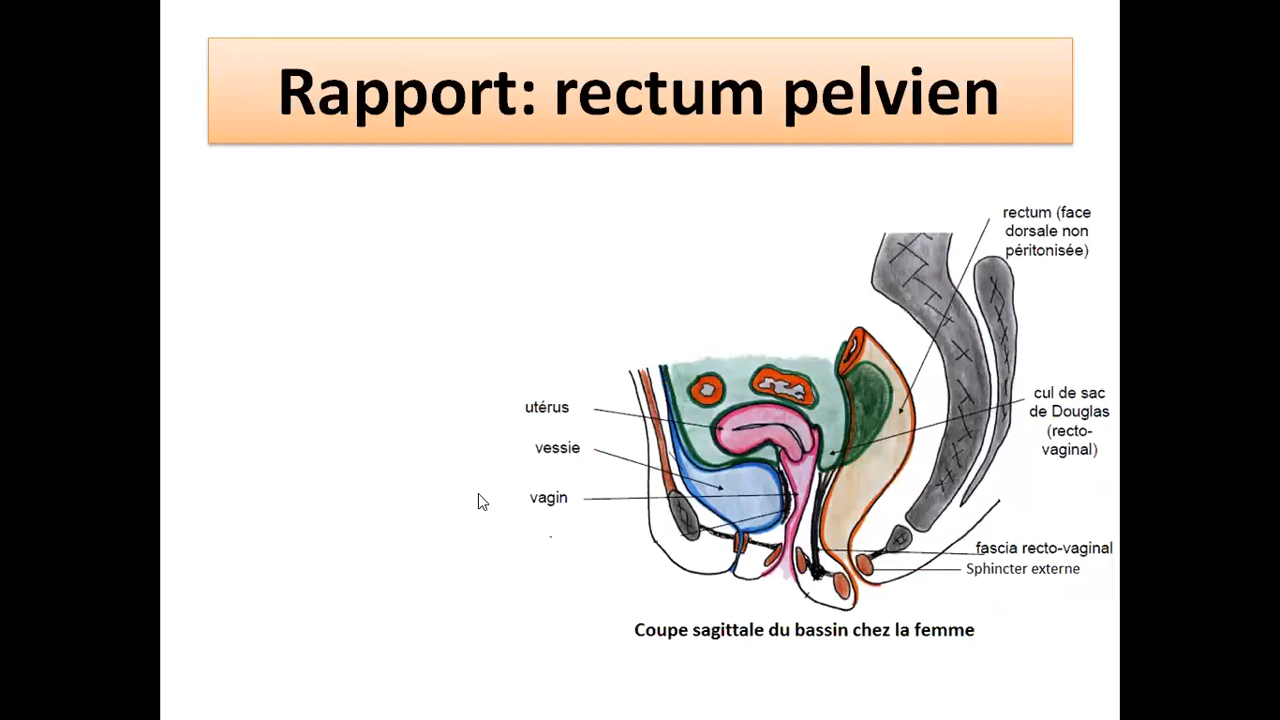 Rapport: rectum pelvien
rectum (face
dorsale non
péritonisée)
utérus
vessie
vagin
cul de sac
de Douglas
(recto-
vaginal)
fascia recto-vaginal
Sphincter externe
Coupe sagittale du bassin chez la femme